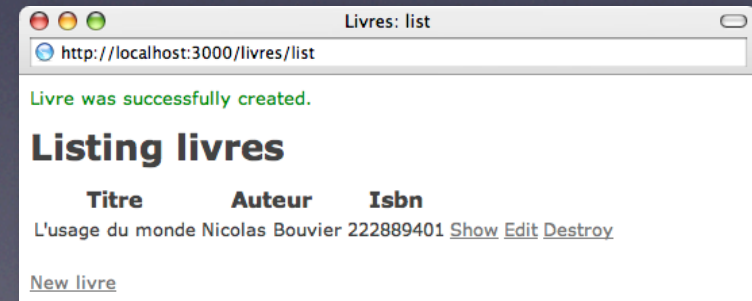 Livres: list
http://localhost:3000/livres/list
Livre was successfully created.
Listing livres
Titre Auteur Isbn
L'usage du monde Nicolas Bouvier 222889401 Show Edit Destroy
New livre